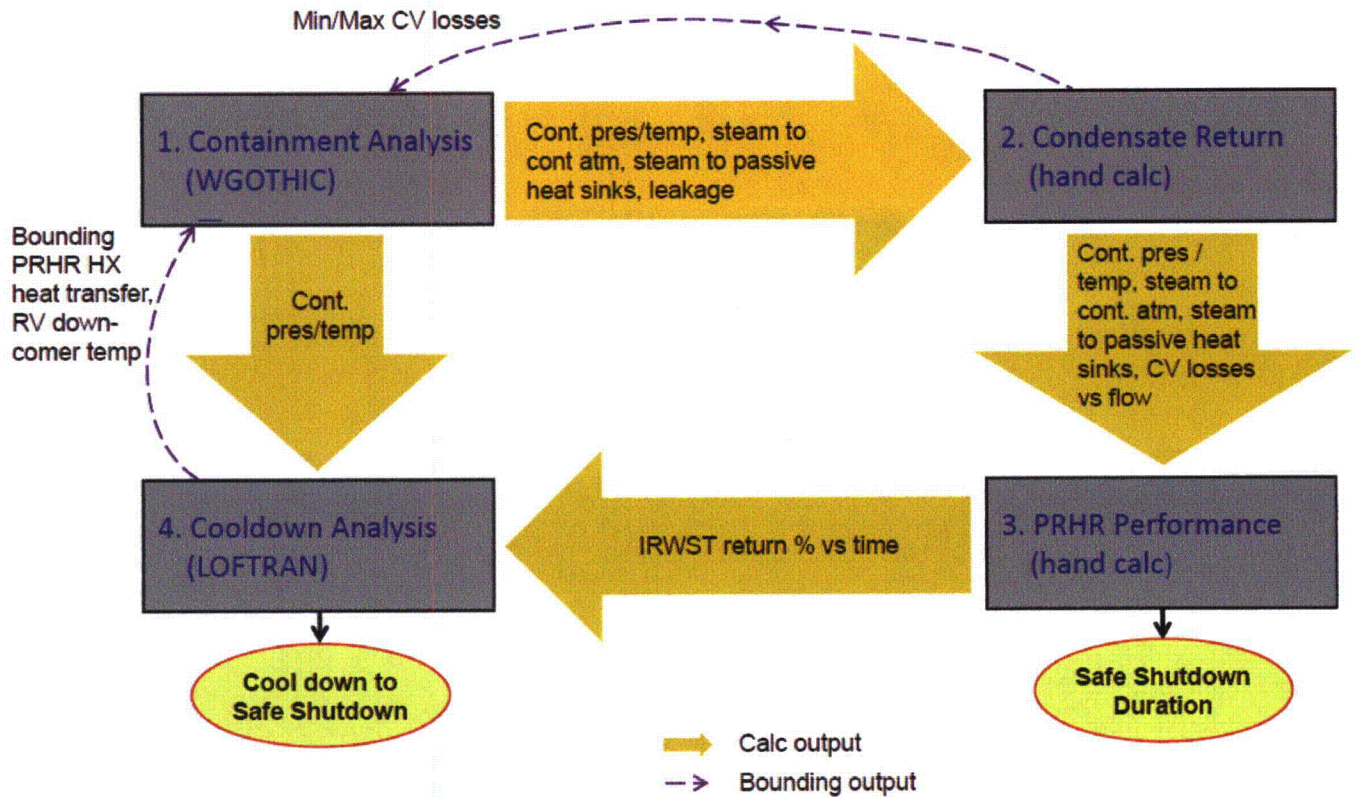 Min/Max CV losses
1. Containment Analysis
(WGOTHIC)
Cont. pres/temp, steam to
cont atm, steam to passive
heat sinks, leakage
2. Condensate Return
(hand calc)
Bounding
PRHR HX
heat transfer,
RV down-
comer temp
Cont.
pres/temp
Cont. pres /
temp, steam to
cont. atm, steam
to passive heat
sinks, CV losses
vs flow
4. Cooldown Analysis
(LOFTRAN)
IRWST return % vs time
3. PRHR Performance
(hand calc)
Cool down to
Safe Shutdown
Safe Shutdown
Duration
Calc output
Bounding output